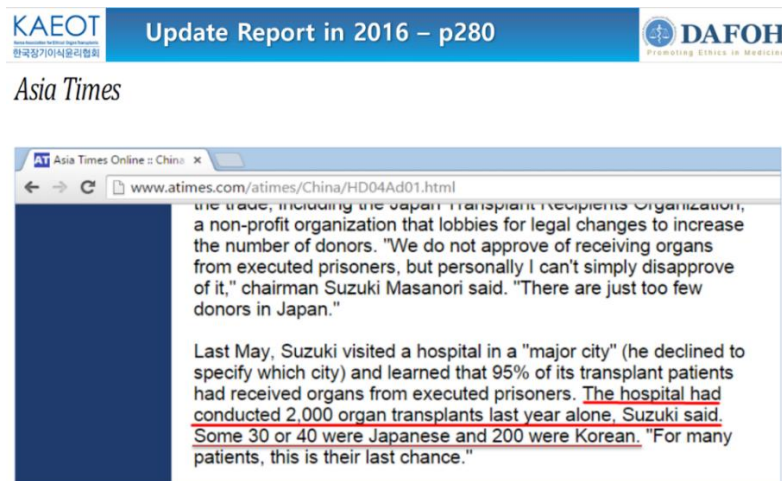 KAEOT
한국장기이식윤리협회
Update Report in 2016 – p280
DAFOH
Promoting Ethics in Medicine
Asia Times
AT Asia Times Online :: China
www.atimes.com/atimes/China/HD04Ad01.html
the trade, including the Japan Transplant Recipients Organization,
a non-profit organization that lobbies for legal changes to increase
the number of donors. "We do not approve of receiving organs
from executed prisoners, but personally I can't simply disapprove
of it," chairman Suzuki Masanori said. "There are just too few
donors in Japan."
Last May, Suzuki visited a hospital in a "major city" (he declined to
specify which city) and learned that 95% of its transplant patients
had received organs from executed prisoners. The hospital had
conducted 2,000 organ transplants last year alone, Suzuki said.
Some 30 or 40 were Japanese and 200 were Korean. "For many
patients, this is their last chance."